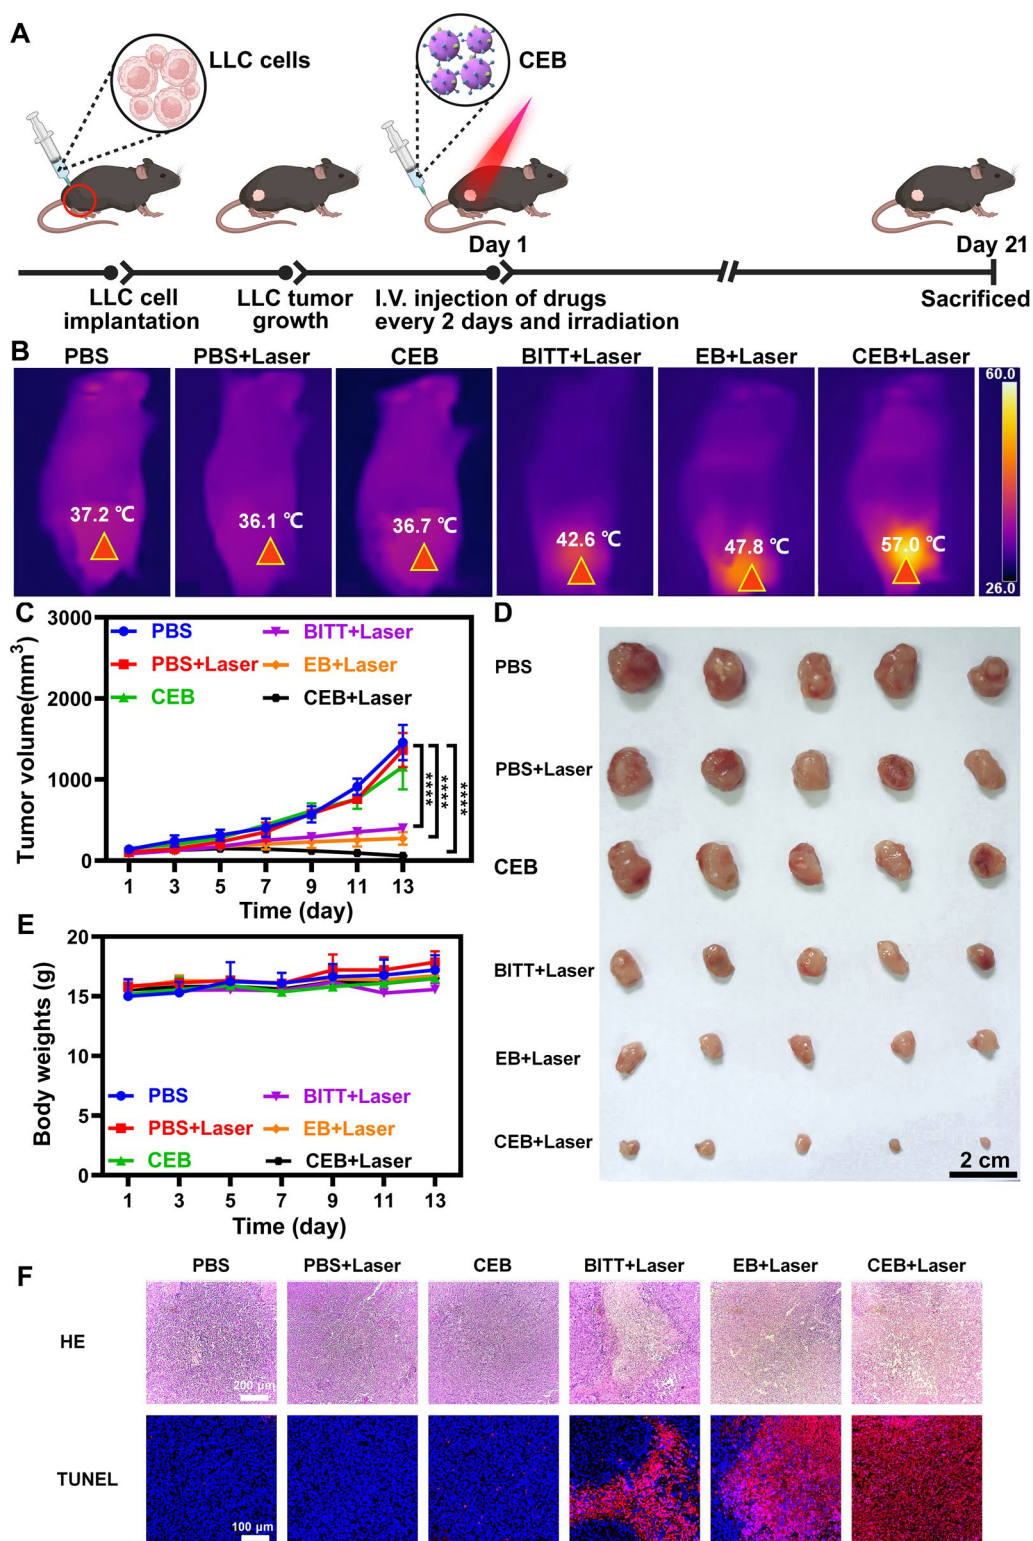 A
LLC cells
CEB
Day 1
Day 21
LLC cell
implantation
LLC tumor
growth
I.V. injection of drugs
every 2 days and irradiation
Sacrificed
B
PBS
PBS+Laser
CEB
BITT+Laser
EB+Laser
CEB+Laser
37.2 ℃
36.1 ℃
36.7 ℃
42.6 ℃
47.8 ℃
57.0 ℃
60.0
26.0
C
Tumor volume(mm3)
3000
2000
1000
0
PBS
PBS+Laser
CEB
BITT+Laser
EB+Laser
CEB+Laser
****
****
****
1 3 5 7 9 11 13
Time (day)
D
PBS
PBS+Laser
CEB
BITT+Laser
EB+Laser
CEB+Laser
2 cm
E
Body weights (g)
20
15
10
5
0
PBS
PBS+Laser
CEB
BITT+Laser
EB+Laser
CEB+Laser
1 3 5 7 9 11 13
Time (day)
F
PBS
PBS+Laser
CEB
BITT+Laser
EB+Laser
CEB+Laser
HE
200 μm
TUNEL
100 μm